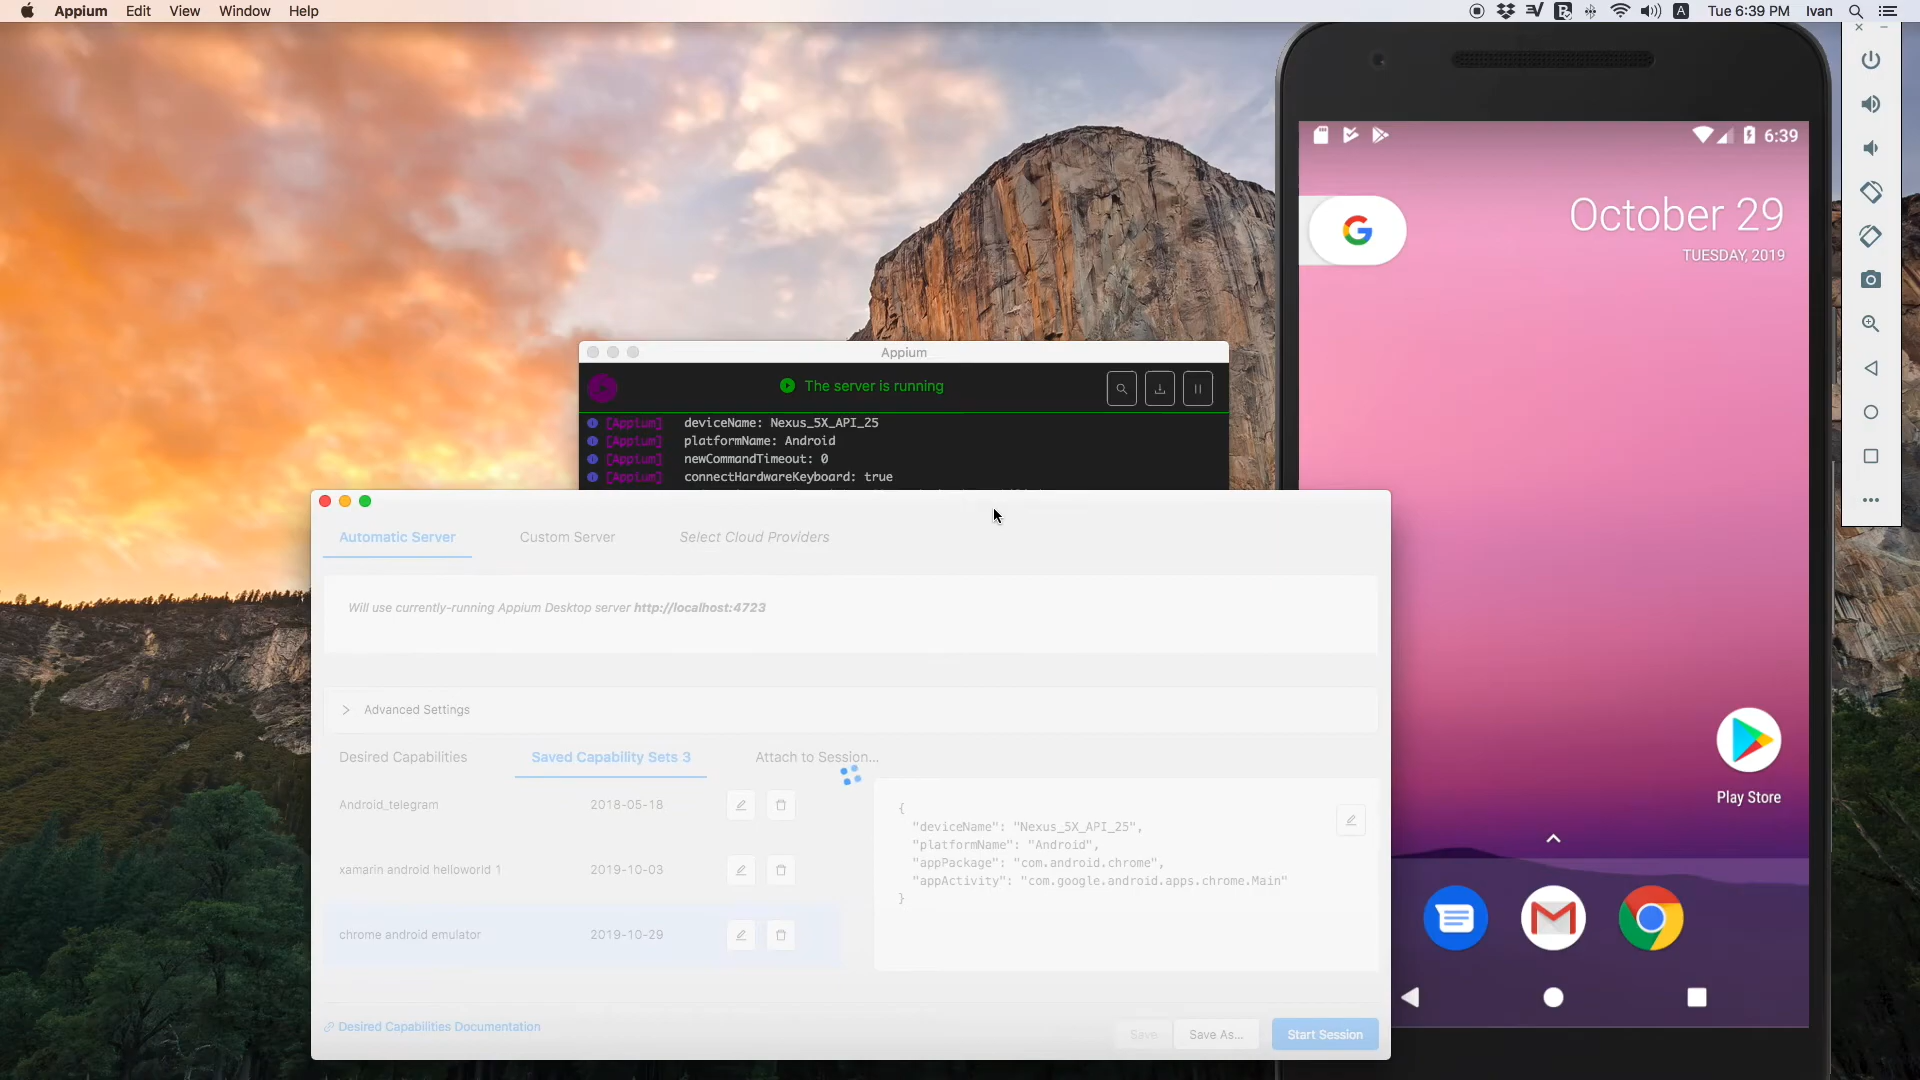 Appium Edit View Window Help
A Tue 6:39 PM Ivan
6:39
October 29
TUESDAY, 2019
G
Appium
The server is running
[Appium] deviceName: Nexus_5X_API_25
[Appium] platformName: Android
[Appium] newCommandTimeout: 0
[Appium] connectHardwareKeyboard: true
Automatic Server Custom Server Select Cloud Providers
Will use currently-running Appium Desktop server http://localhost:4723
Advanced Settings
Desired Capabilities Saved Capability Sets 3 Attach to Session...
Android_telegram 2018-05-18
xamarin android helloworld 1 2019-10-03
chrome android emulator 2019-10-29
{
"deviceName": "Nexus_5X_API_25",
"platformName": "Android",
"appPackage": "com.android.chrome",
"appActivity": "com.google.android.apps.chrome.Main"
}
Desired Capabilities Documentation
Save Save As... Start Session
Play Store